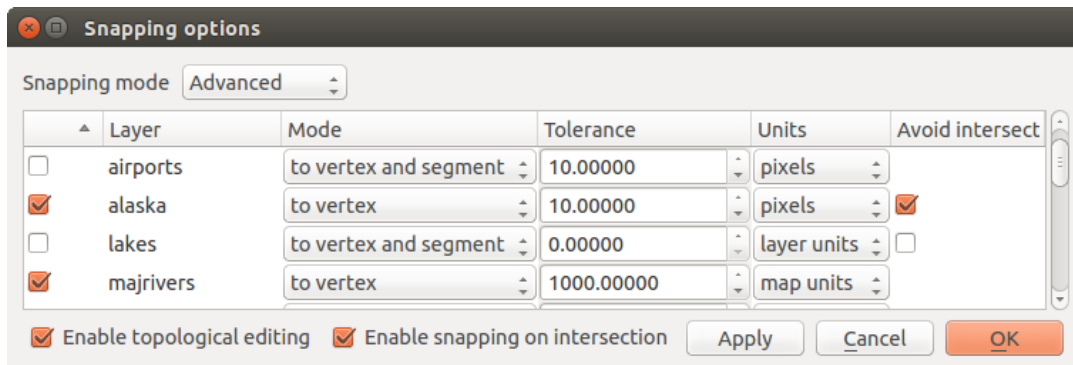 Snapping options
Snapping mode Advanced
Layer Mode Tolerance Units Avoid intersect
airports to vertex and segment 10.00000 pixels
alaska to vertex 10.00000 pixels
lakes to vertex and segment 0.00000 layer units
majrivers to vertex 1000.00000 map units
Enable topological editing Enable snapping on intersection Apply Cancel OK